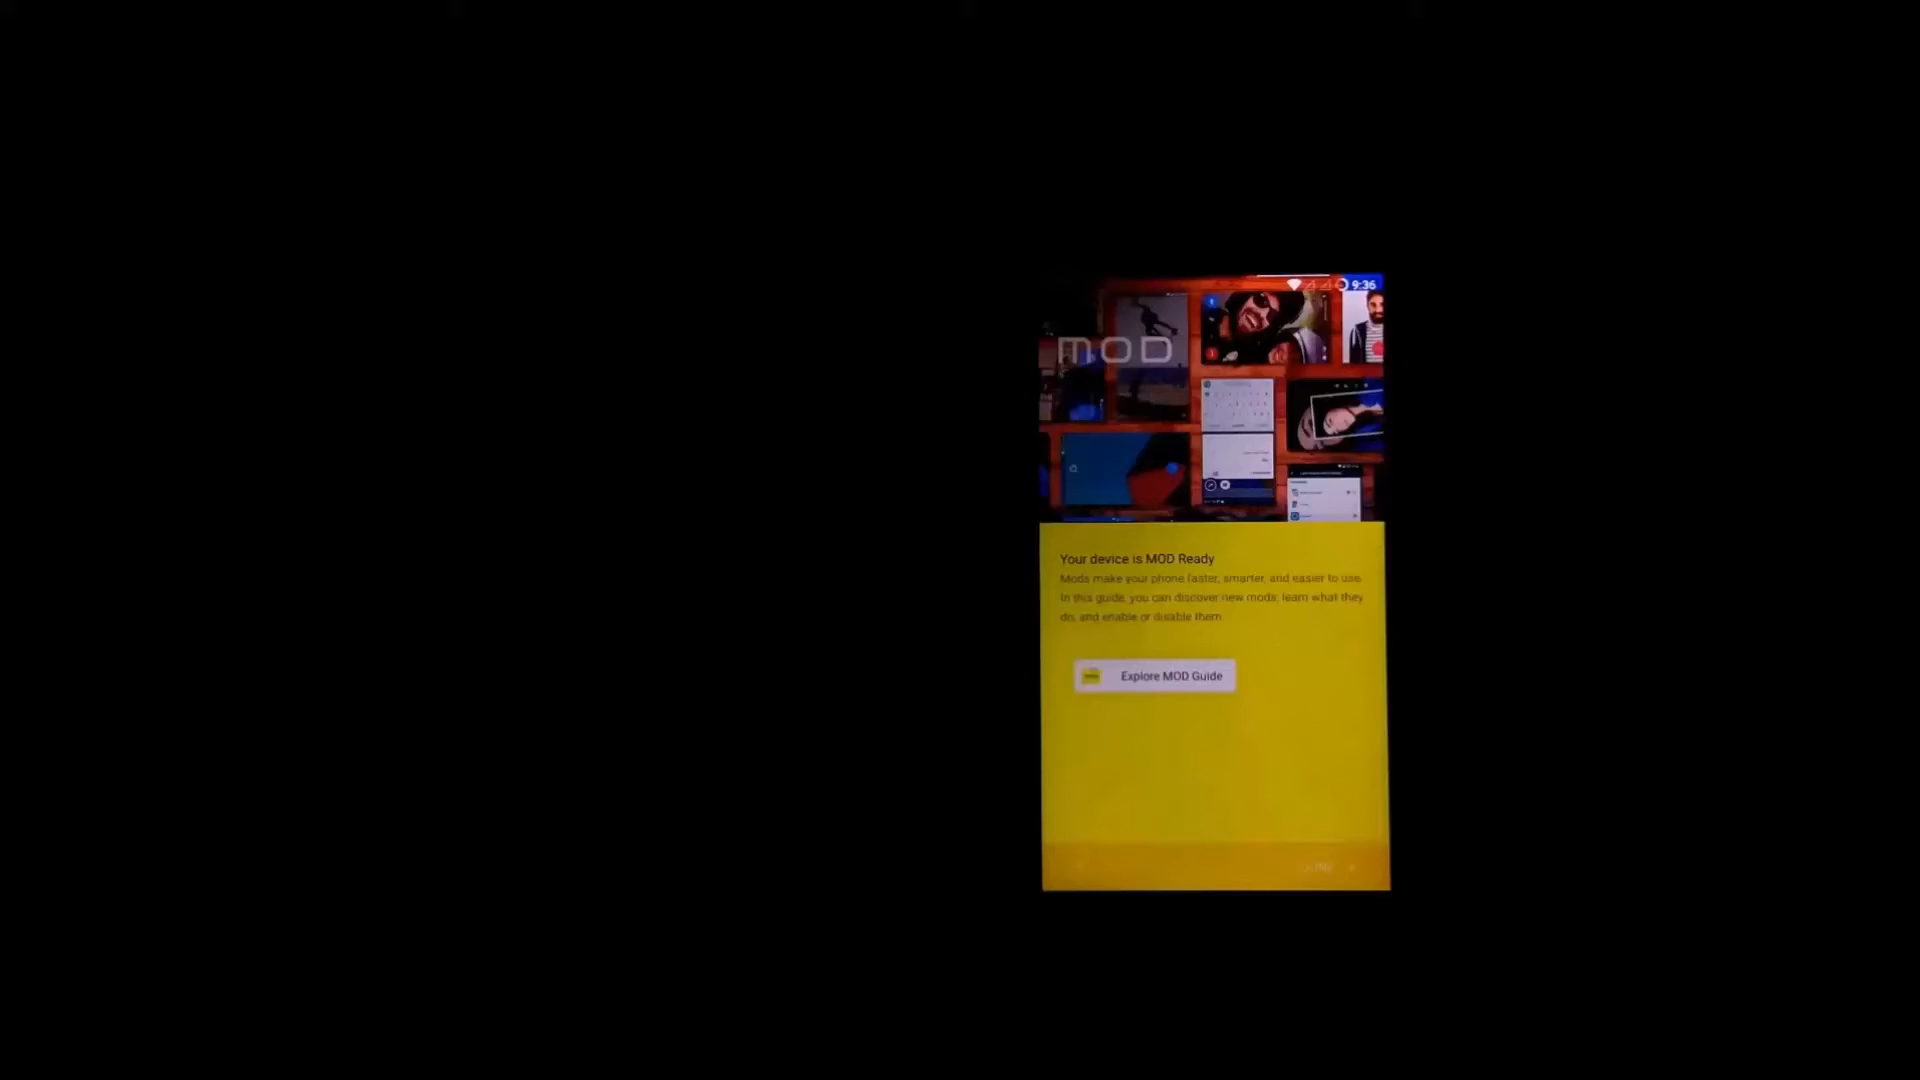 9:36
MOD
Your device is MOD Ready
Mods make your phone faster, smarter, and easier to use.
In this guide, you can discover new mods, learn what they
do, and enable or disable them.
Explore MOD Guide